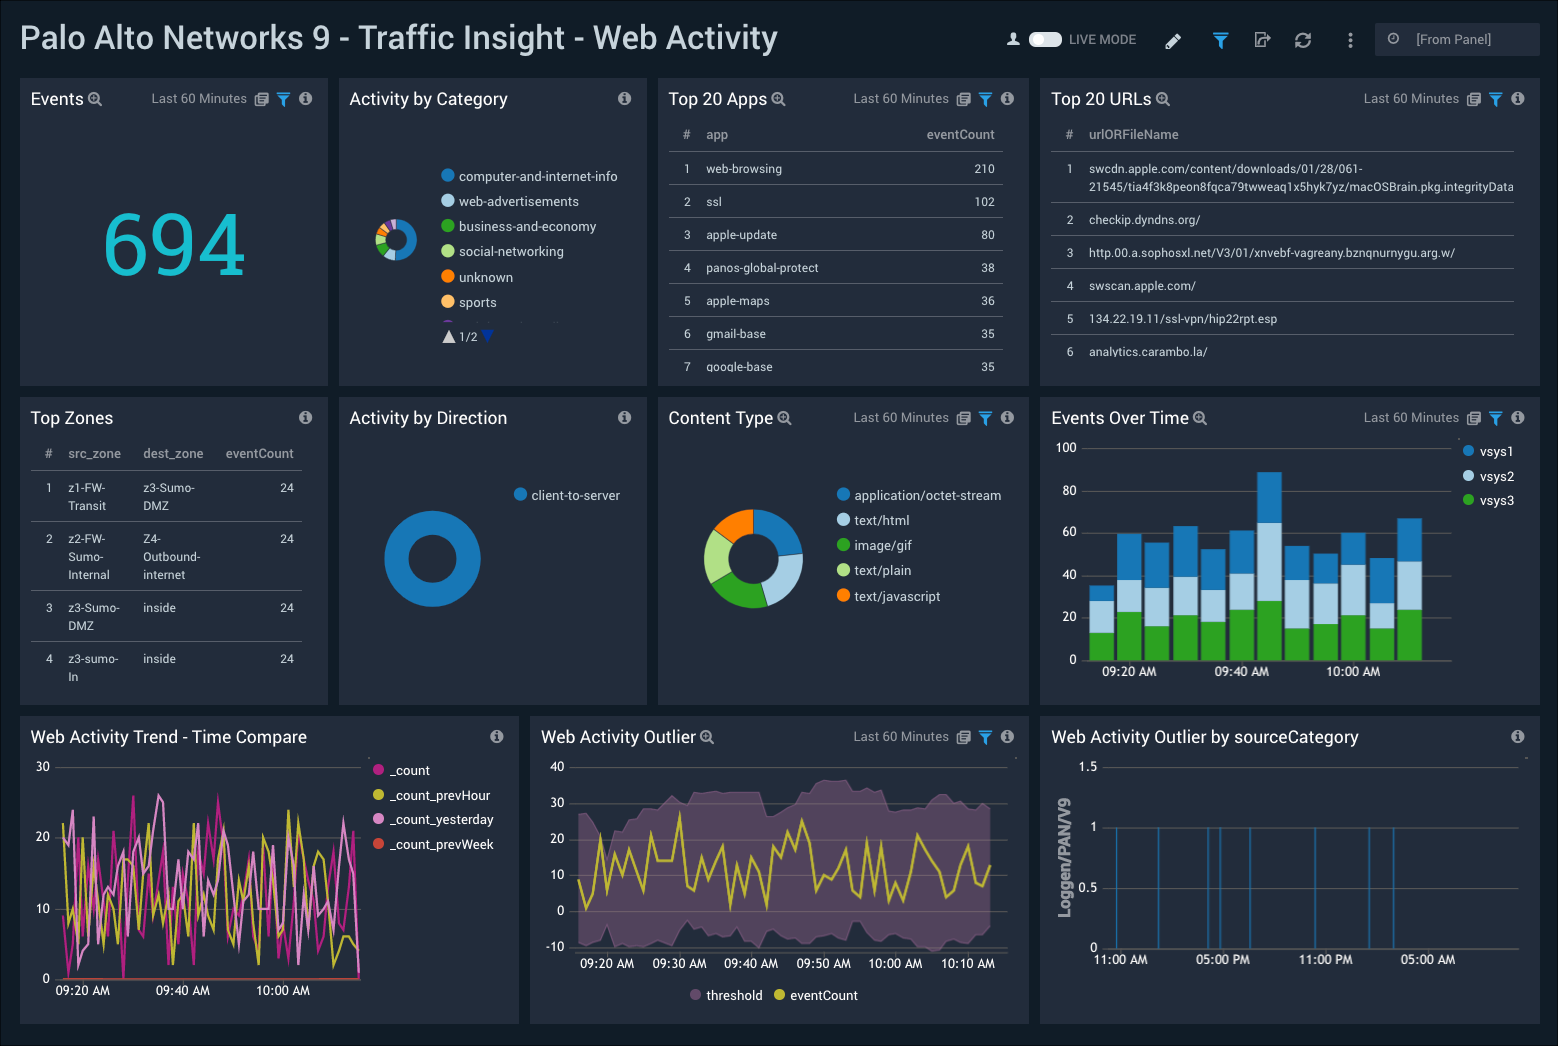 Palo Alto Networks 9 - Traffic Insight - Web Activity
LIVE MODE
[From Panel]
Events
Last 60 Minutes
694
Activity by Category
computer-and-internet-info
web-advertisements
business-and-economy
social-networking
unknown
sports
1/2
Top 20 Apps
Last 60 Minutes
# app eventCount
1 web-browsing 210
2 ssl 102
3 apple-update 80
4 panos-global-protect 38
5 apple-maps 36
6 gmail-base 35
7 google-base 35
Top 20 URLs
Last 60 Minutes
# urlORFileName
1 swcdn.apple.com/content/downloads/01/28/061-
21545/tia4f3k8peon8fqca79twweaq1x5hyk7yz/macOSBrain.pkg.integrityData
2 checkip.dyndns.org/
3 http.00.a.sophosxl.net/V3/01/xnvebf-vagreany.bznqnurnygu.arg.w/
4 swscan.apple.com/
5 134.22.19.11/ssl-vpn/hip22rpt.esp
6 analytics.carambo.la/
Top Zones
# src_zone dest_zone eventCount
1 z1-FW- z3-Sumo- 24
Transit DMZ
2 z2-FW- Z4- 24
Sumo- Outbound-
Internal internet
3 z3-Sumo- inside 24
DMZ
4 z3-sumo- inside 24
In
Activity by Direction
client-to-server
Content Type
Last 60 Minutes
application/octet-stream
text/html
image/gif
text/plain
text/javascript
Events Over Time
Last 60 Minutes
100
80
60
40
20
0
09:20 AM 09:40 AM 10:00 AM
vsys1
vsys2
vsys3
Web Activity Trend - Time Compare
30
20
10
0
09:20 AM 09:40 AM 10:00 AM
_count
_count_prevHour
_count_yesterday
_count_prevWeek
Web Activity Outlier
Last 60 Minutes
40
30
20
10
0
-10
09:20 AM 09:30 AM 09:40 AM 09:50 AM 10:00 AM 10:10 AM
threshold eventCount
Web Activity Outlier by sourceCategory
Loggen/PAN/V9
1.5
1
0.5
0
11:00 AM 05:00 PM 11:00 PM 05:00 AM